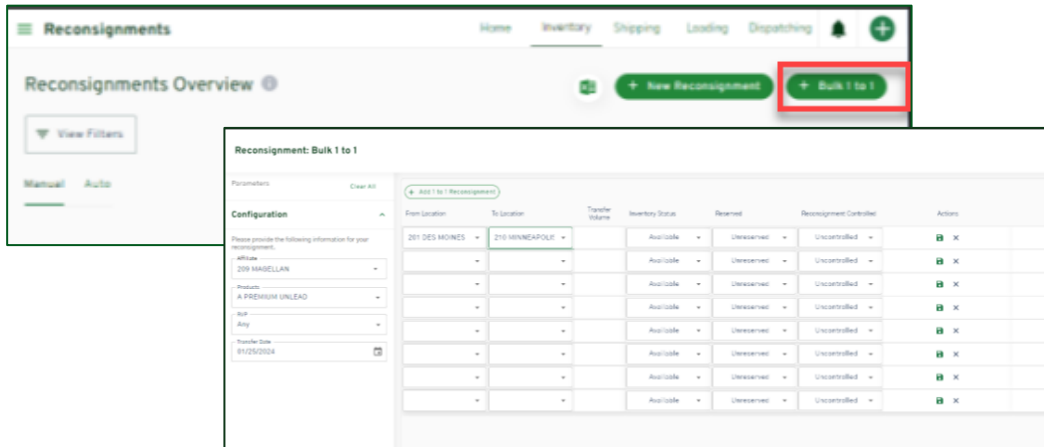 Reconsignments
Home Inventory Shipping Loading Dispatching
Reconsignments Overview
+ New Reconsignment + Bulk 1 to 1
View Filters
Manual Auto
Reconsignment: Bulk 1 to 1
Parameters Clear All
Configuration
Please provide the following information for your
reconsignment.
Affiliate
209 MAGELLAN
Products
A PREMIUM UNLEAD
RVP
Any
Transfer Date
01/25/2024
+ Add 1 to 1 Reconsignment
From Location To Location Transfer Volume Inventory Status Reserved Reconsignment Controlled Actions
201 DES MOINES 210 MINNEAPOLIS Available Unreserved Uncontrolled
Available Unreserved Uncontrolled
Available Unreserved Uncontrolled
Available Unreserved Uncontrolled
Available Unreserved Uncontrolled
Available Unreserved Uncontrolled
Available Unreserved Uncontrolled
Available Unreserved Uncontrolled